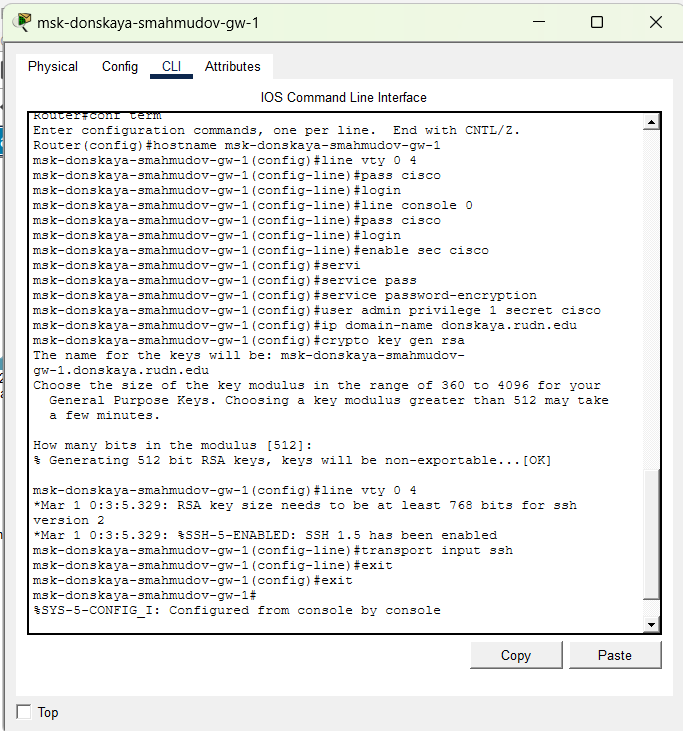 msk-donskaya-smahmudov-gw-1
Physical Config CLI Attributes
IOS Command Line Interface
Router#conf term
Enter configuration commands, one per line.  End with CNTL/Z.
Router(config)#hostname msk-donskaya-smahmudov-gw-1
msk-donskaya-smahmudov-gw-1(config)#line vty 0 4
msk-donskaya-smahmudov-gw-1(config-line)#pass cisco
msk-donskaya-smahmudov-gw-1(config-line)#login
msk-donskaya-smahmudov-gw-1(config-line)#line console 0
msk-donskaya-smahmudov-gw-1(config-line)#pass cisco
msk-donskaya-smahmudov-gw-1(config-line)#login
msk-donskaya-smahmudov-gw-1(config-line)#enable sec cisco
msk-donskaya-smahmudov-gw-1(config)#servi
msk-donskaya-smahmudov-gw-1(config)#service pass
msk-donskaya-smahmudov-gw-1(config)#service password-encryption
msk-donskaya-smahmudov-gw-1(config)#user admin privilege 1 secret cisco
msk-donskaya-smahmudov-gw-1(config)#ip domain-name donskaya.rudn.edu
msk-donskaya-smahmudov-gw-1(config)#crypto key gen rsa
The name for the keys will be: msk-donskaya-smahmudov-
gw-1.donskaya.rudn.edu
Choose the size of the key modulus in the range of 360 to 4096 for your
General Purpose Keys. Choosing a key modulus greater than 512 may take
a few minutes.
How many bits in the modulus [512]:
% Generating 512 bit RSA keys, keys will be non-exportable...[OK]
msk-donskaya-smahmudov-gw-1(config)#line vty 0 4
*Mar 1 0:3:5.329: RSA key size needs to be at least 768 bits for ssh
version 2
*Mar 1 0:3:5.329: %SSH-5-ENABLED: SSH 1.5 has been enabled
msk-donskaya-smahmudov-gw-1(config-line)#transport input ssh
msk-donskaya-smahmudov-gw-1(config-line)#exit
msk-donskaya-smahmudov-gw-1(config)#exit
msk-donskaya-smahmudov-gw-1#
%SYS-5-CONFIG_I: Configured from console by console
Copy Paste
Top